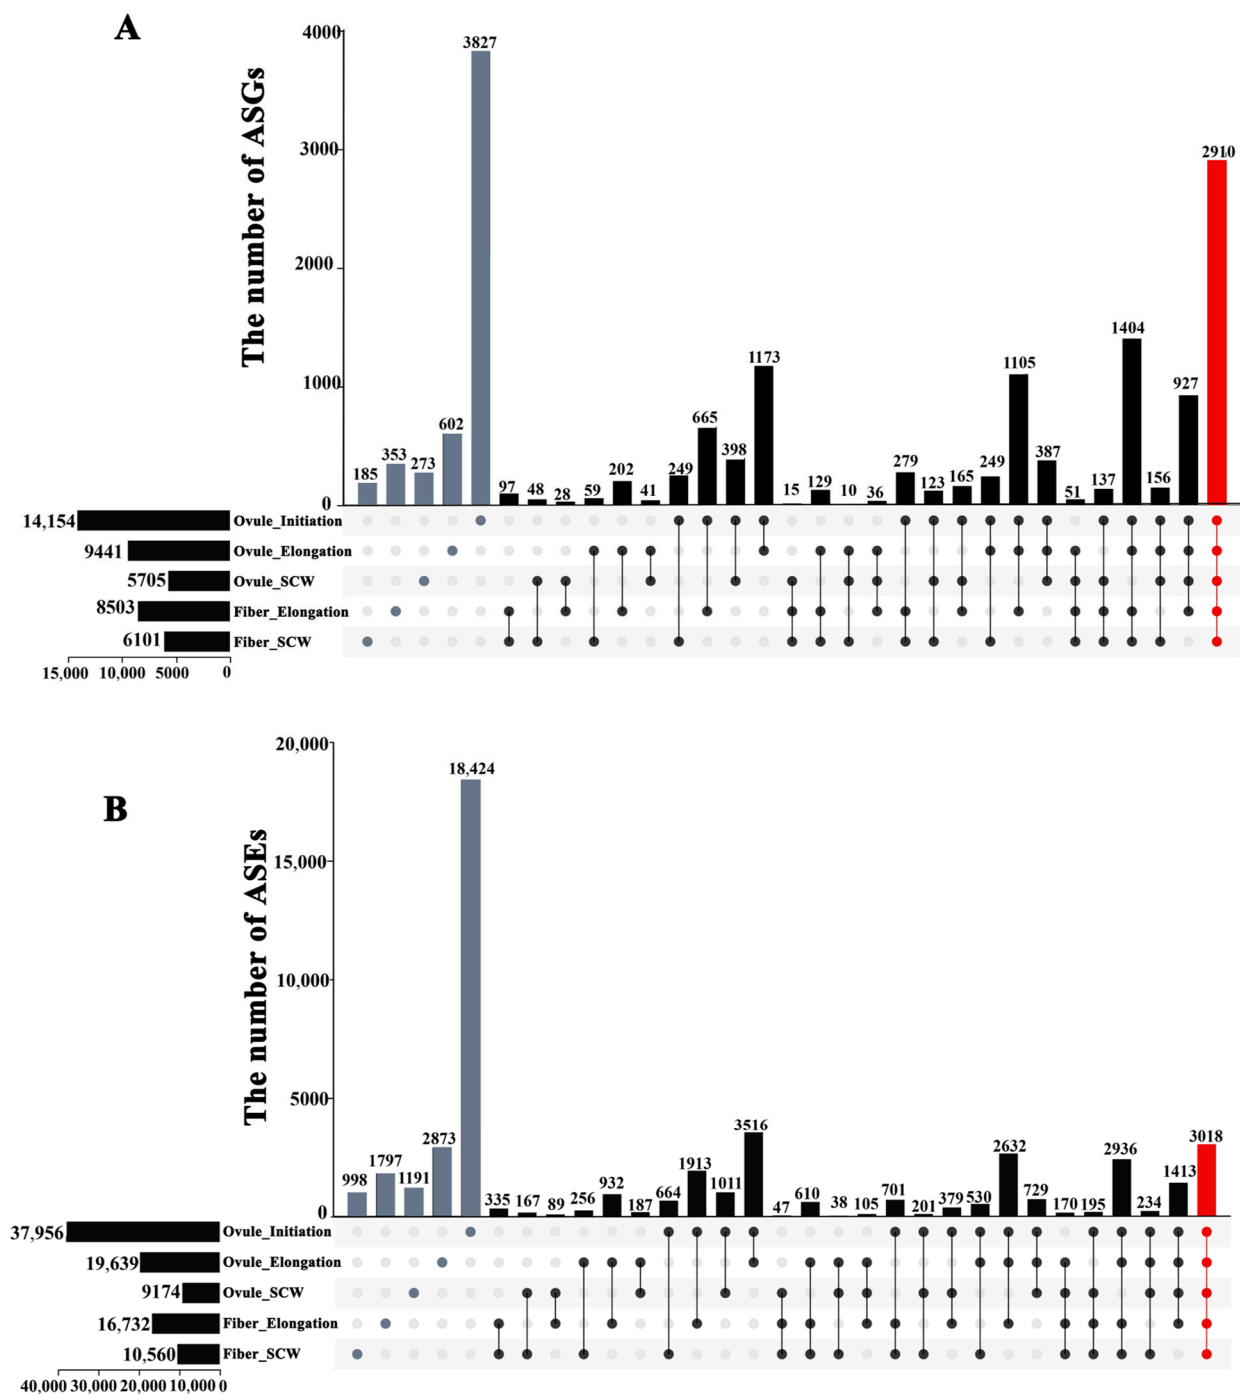 A
The number of ASGs
4000
3000
2000
1000
0
185 353 273 602 3827 97 48 28 59 202 41 249 665 398 1173 15 129 10 36 279 123 165 249 1105 387 51 137 1404 156 927 2910
14,154 Ovule_Initiation
9441 Ovule_Elongation
5705 Ovule_SCW
8503 Fiber_Elongation
6101 Fiber_SCW
15,000 10,000 5000 0
B
The number of ASEs
20,000
15,000
10,000
5000
0
998 1797 1191 2873 18,424 335 167 89 256 932 187 664 1913 1011 3516 47 610 38 105 701 201 379 530 2632 729 170 195 2936 234 1413 3018
37,956 Ovule_Initiation
19,639 Ovule_Elongation
9174 Ovule_SCW
16,732 Fiber_Elongation
10,560 Fiber_SCW
40,000 30,000 20,000 10,000 0